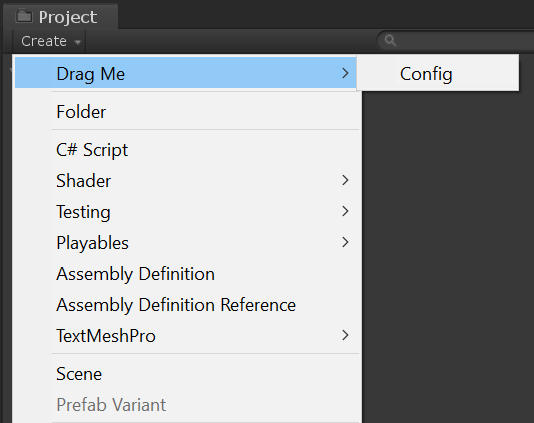 Project
Create
Drag Me
Config
Folder
C# Script
Shader
Testing
Playables
Assembly Definition
Assembly Definition Reference
TextMeshPro
Scene
Prefab Variant